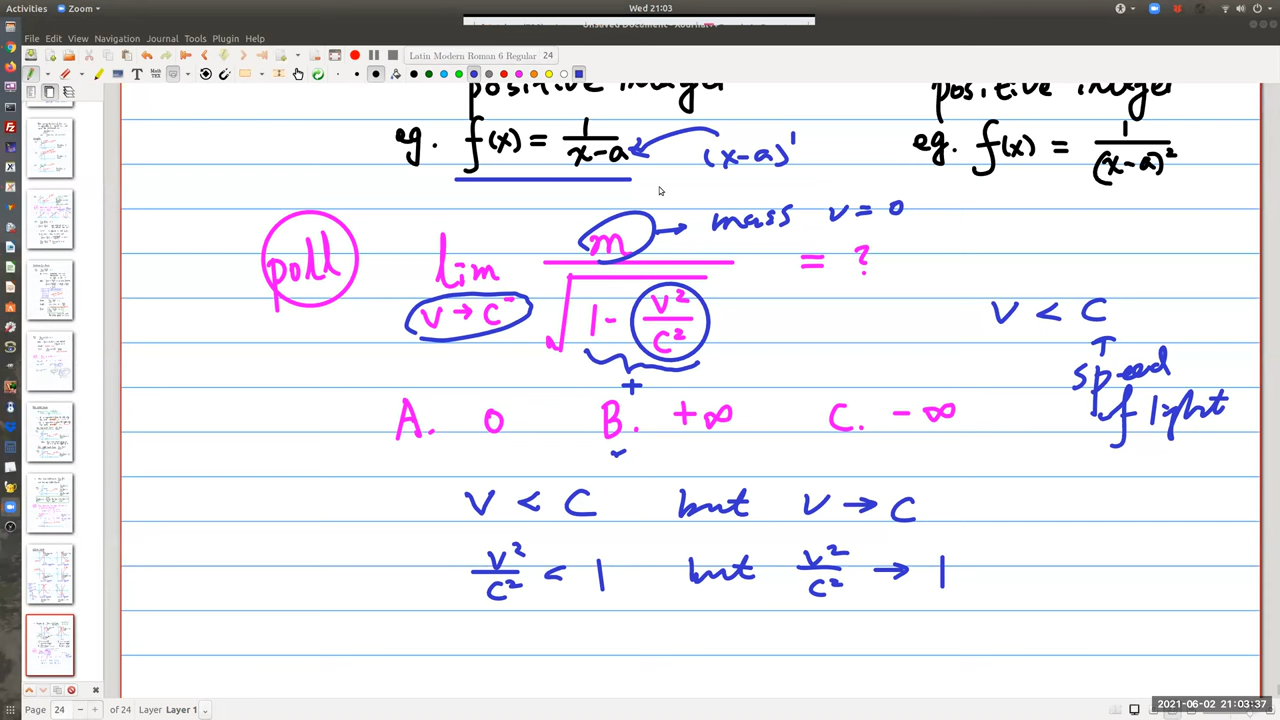 Activities
Zoom
Wed 21:03
File Edit View Navigation Journal Tools Plugin Help
Latin Modern Roman 6 Regular 24
positive integer
positive integer
eg. f(x) = 1/(x-a)
(x-a)^1
eg. f(x) = 1/(x-a)^2
poll
lim v → c⁻ m/√(1 - v²/c²) = ?
mass v = 0
+
v < c
speed
of light
A. 0 B. +∞ C. -∞
v < c but v → c
v²/c² < 1 but v²/c² → 1
Page 24 of 24 Layer Layer 1
2021-06-02 21:03:37